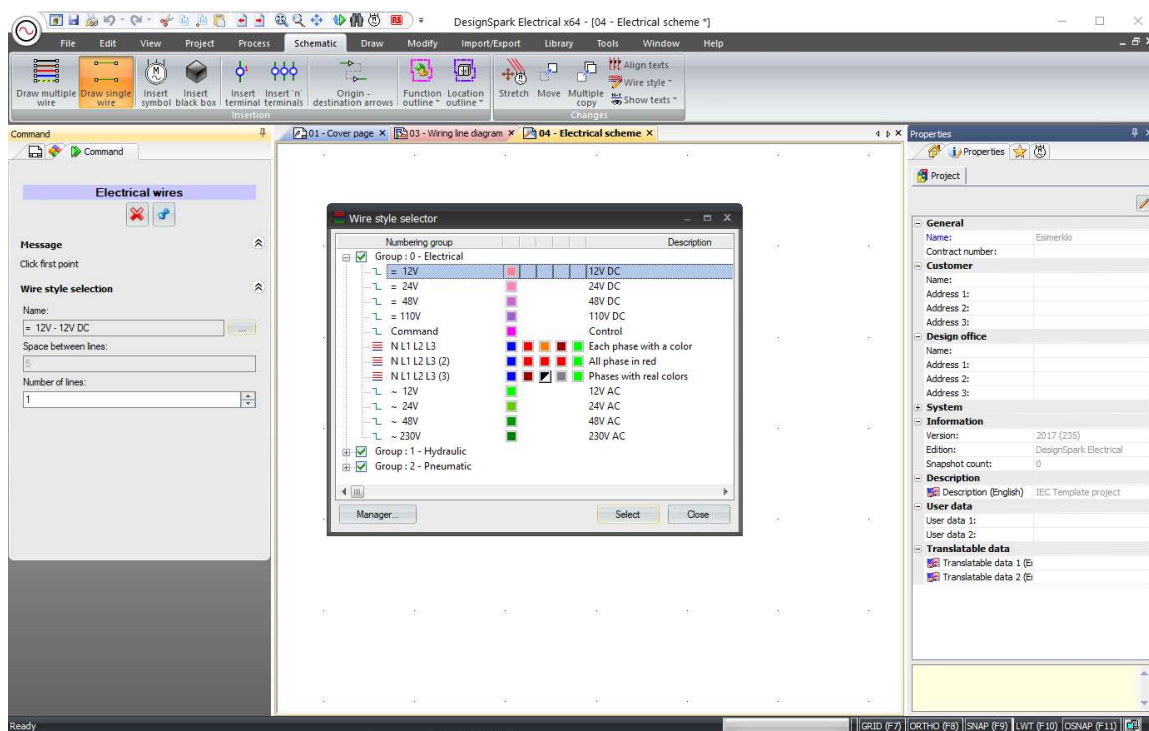 DesignSpark Electrical x64 - [04 - Electrical scheme *]
File Edit View Project Process Schematic Draw Modify Import/Export Library Tools Window Help
Draw multiple wire
Draw single wire
Insert symbol
Insert black box
Insert terminal
Insert 'n' terminals
Origin - destination arrows
Function outline
Location outline
Stretch
Move
Multiple copy
Align texts
Wire style
Show texts
Insertion
Changes
Command
01 - Cover page
03 - Wiring line diagram
04 - Electrical scheme
Command
Electrical wires
Message
Click first point
Wire style selection
Name:
= 12V - 12V DC
...
Space between lines:
5
Number of lines:
1
Wire style selector
Numbering group Description
Group : 0 - Electrical
= 12V 12V DC
= 24V 24V DC
= 48V 48V DC
= 110V 110V DC
Command Control
N L1 L2 L3 Each phase with a color
N L1 L2 L3 (2) All phase in red
N L1 L2 L3 (3) Phases with real colors
~ 12V 12V AC
~ 24V 24V AC
~ 48V 48V AC
~ 230V 230V AC
Group : 1 - Hydraulic
Group : 2 - Pneumatic
Manager... Select Close
Properties
Properties
Project
General
Name: Esimerkki
Contract number:
Customer
Name:
Address 1:
Address 2:
Address 3:
Design office
Name:
Address 1:
Address 2:
Address 3:
System
Information
Version: 2017 (235)
Edition: DesignSpark Electrical
Snapshot count: 0
Description
Description (English) IEC Template project
User data
User data 1:
User data 2:
Translatable data
Translatable data 1 (E
Translatable data 2 (E
Ready
GRID (F7) ORTHO (F8) SNAP (F9) LWT (F10) OSNAP (F11)